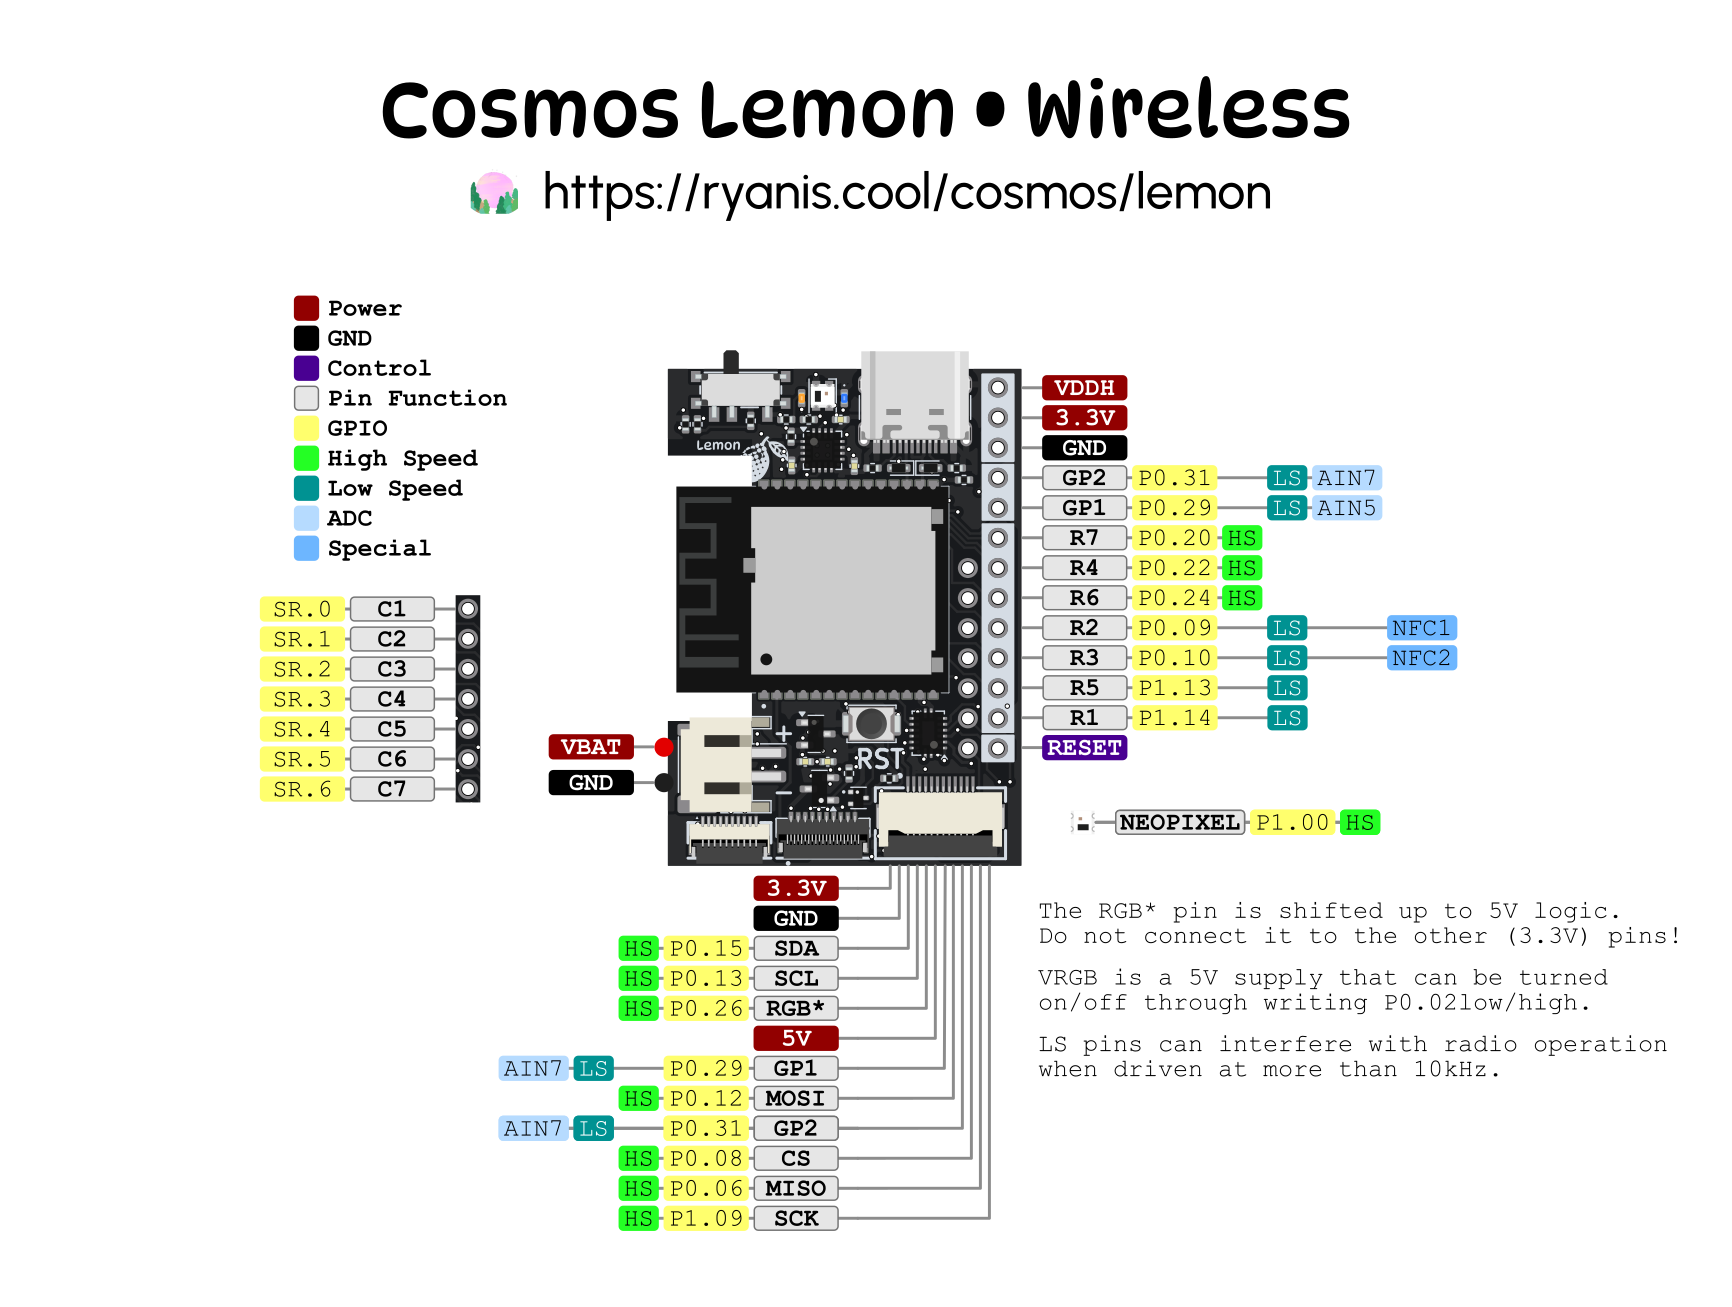 Cosmos Lemon • Wireless
https://ryanis.cool/cosmos/lemon
Power
GND
Control
Pin Function
GPIO
High Speed
Low Speed
ADC
Special
SR.0 C1
SR.1 C2
SR.2 C3
SR.3 C4
SR.4 C5
SR.5 C6
SR.6 C7
Lemon
+
RST
VBAT
GND
VDDH
3.3V
GND
GP2 P0.31 LS AIN7
GP1 P0.29 LS AIN5
R7 P0.20 HS
R4 P0.22 HS
R6 P0.24 HS
R2 P0.09 LS NFC1
R3 P0.10 LS NFC2
R5 P1.13 LS
R1 P1.14 LS
RESET
NEOPIXEL P1.00 HS
3.3V
GND
HS P0.15 SDA
HS P0.13 SCL
HS P0.26 RGB*
5V
AIN7 LS P0.29 GP1
HS P0.12 MOSI
AIN7 LS P0.31 GP2
HS P0.08 CS
HS P0.06 MISO
HS P1.09 SCK
The RGB* pin is shifted up to 5V logic.
Do not connect it to the other (3.3V) pins!
VRGB is a 5V supply that can be turned
on/off through writing P0.02low/high.
LS pins can interfere with radio operation
when driven at more than 10kHz.